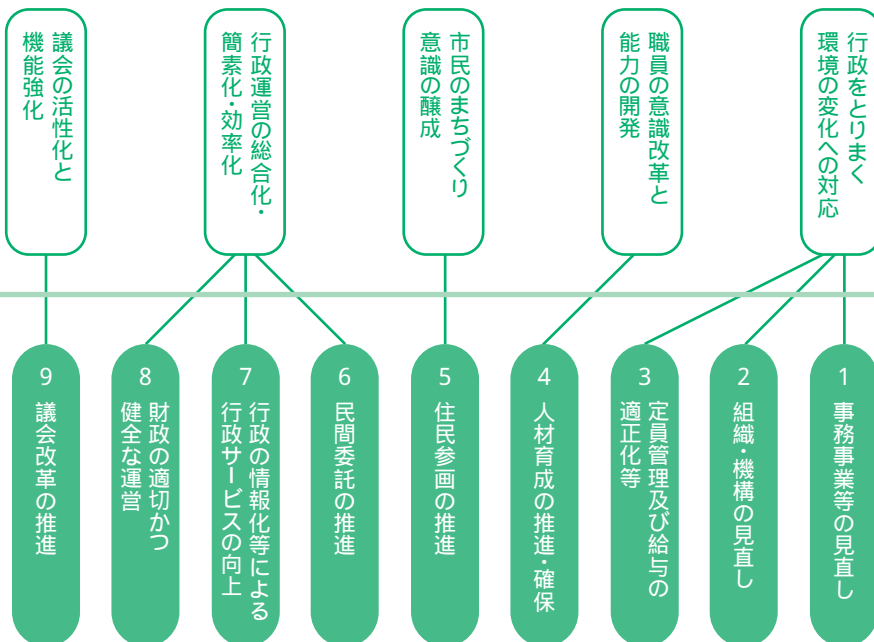 行政をとりまく
環境の変化への対応
職員の意識改革と
能力の開発
市民のまちづくり
意識の醸成
行政運営の総合化・
簡素化・効率化
議会の活性化と
機能強化
1
事務事業等の見直し
2
組織・機構の見直し
3
定員管理及び給与の
適正化等
4
人材育成の推進・確保
5
住民参画の推進
6
民間委託の推進
7
行政の情報化等による
行政サービスの向上
8
財政の適切かつ
健全な運営
9
議会改革の推進